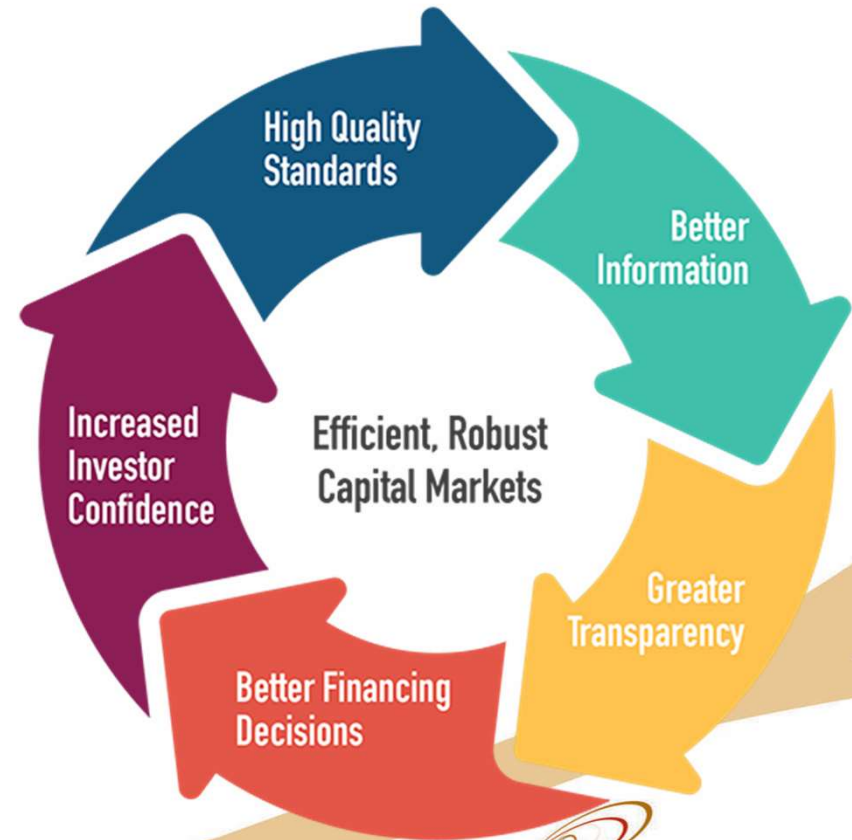 High Quality
Standards
Better
Information
Greater
Transparency
Better Financing
Decisions
Increased
Investor
Confidence
Efficient, Robust
Capital Markets